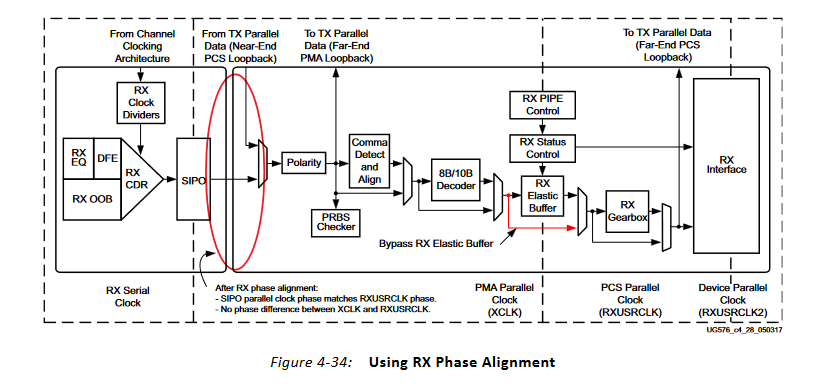 From Channel
Clocking
Architecture
From TX Parallel
Data (Near-End
PCS Loopback)
To TX Parallel
Data (Far-End
PMA Loopback)
To TX Parallel Data
(Far-End PCS
Loopback)
RX
Clock
Dividers
RX
EQ
DFE
RX
CDR
RX OOB
SIPO
Polarity
PRBS
Checker
Comma
Detect
and
Align
8B/10B
Decoder
RX PIPE
Control
RX Status
Control
RX
Elastic
Buffer
RX
Gearbox
RX
Interface
Bypass RX Elastic Buffer
RX Serial
Clock
After RX phase alignment:
- SIPO parallel clock phase matches RXUSRCLK phase.
- No phase difference between XCLK and RXUSRCLK.
PMA Parallel
Clock
(XCLK)
PCS Parallel
Clock
(RXUSRCLK)
Device Parallel
Clock
(RXUSRCLK2)
UG576_c4_28_050317
Figure 4-34: Using RX Phase Alignment